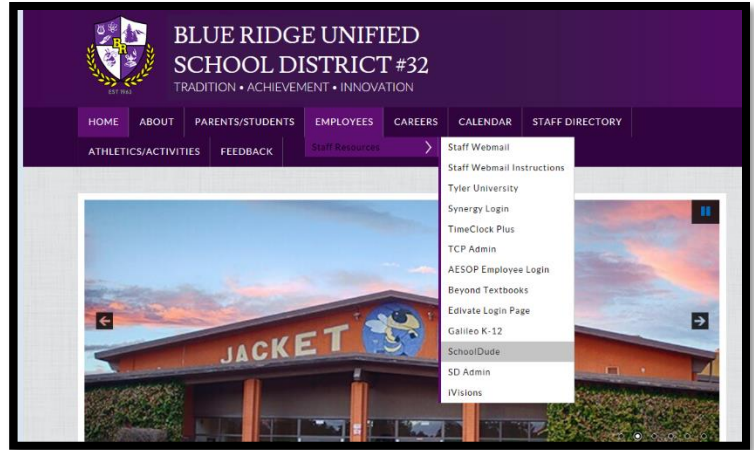 BR
BLUE RIDGE UNIFIED
SCHOOL DISTRICT #32
TRADITION • ACHIEVEMENT • INNOVATION
HOME ABOUT PARENTS/STUDENTS EMPLOYEES CAREERS CALENDAR STAFF DIRECTORY
ATHLETICS/ACTIVITIES FEEDBACK
Staff Resources
Staff Webmail
Staff Webmail Instructions
Tyler University
Synergy Login
TimeClock Plus
TCP Admin
AESOP Employee Login
Beyond Textbooks
Edivate Login Page
Galileo K-12
SchoolDude
SD Admin
iVisions
JACKET